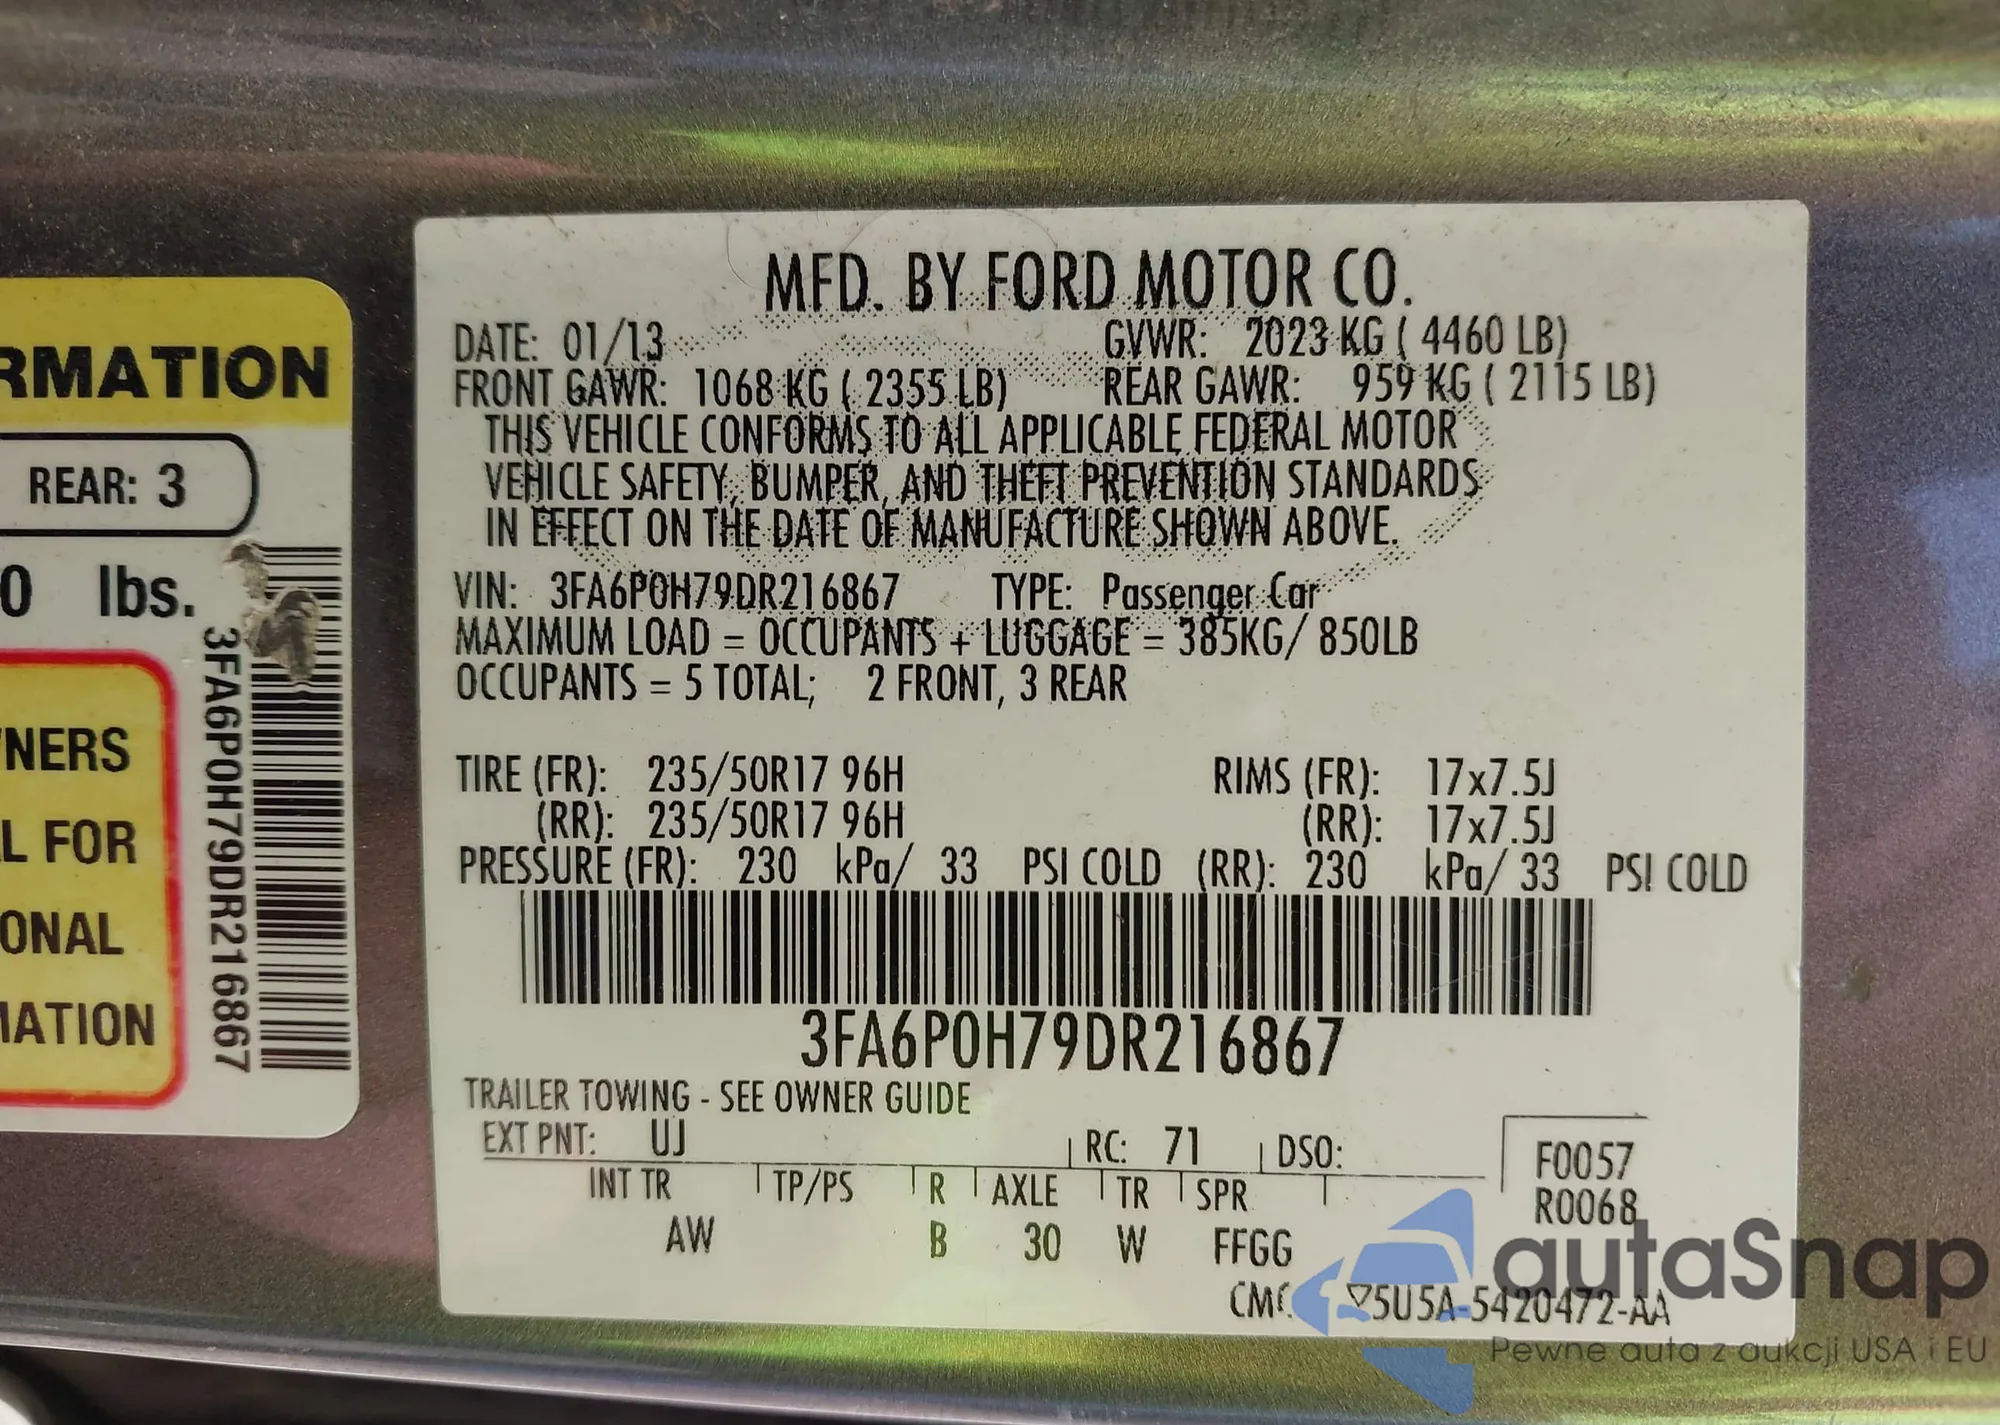 RMATION
REAR: 3
0 lbs.
NERS
L FOR
ONAL
MATION
3FA6P0H79DR216867
MFD. BY FORD MOTOR CO.
DATE: 01/13 GVWR: 2023 KG ( 4460 LB)
FRONT GAWR: 1068 KG ( 2355 LB) REAR GAWR: 959 KG ( 2115 LB)
THIS VEHICLE CONFORMS TO ALL APPLICABLE FEDERAL MOTOR
VEHICLE SAFETY, BUMPER, AND THEFT PREVENTION STANDARDS
IN EFFECT ON THE DATE OF MANUFACTURE SHOWN ABOVE.
VIN: 3FA6P0H79DR216867 TYPE: Passenger Car
MAXIMUM LOAD = OCCUPANTS + LUGGAGE = 385KG/ 850LB
OCCUPANTS = 5 TOTAL; 2 FRONT, 3 REAR
TIRE (FR): 235/50R17 96H RIMS (FR): 17x7.5J
(RR): 235/50R17 96H (RR): 17x7.5J
PRESSURE (FR): 230 kPa/ 33 PSI COLD (RR): 230 kPa/ 33 PSI COLD
3FA6P0H79DR216867
TRAILER TOWING - SEE OWNER GUIDE
EXT PNT: UJ RC: 71 DSO: F0057
INT TR TP/PS R AXLE TR SPR R0068
AW B 30 W FFGG
CMC ▽5U5A-5420472-AA
autaSnap
Pewne auta z aukcji USA i EU